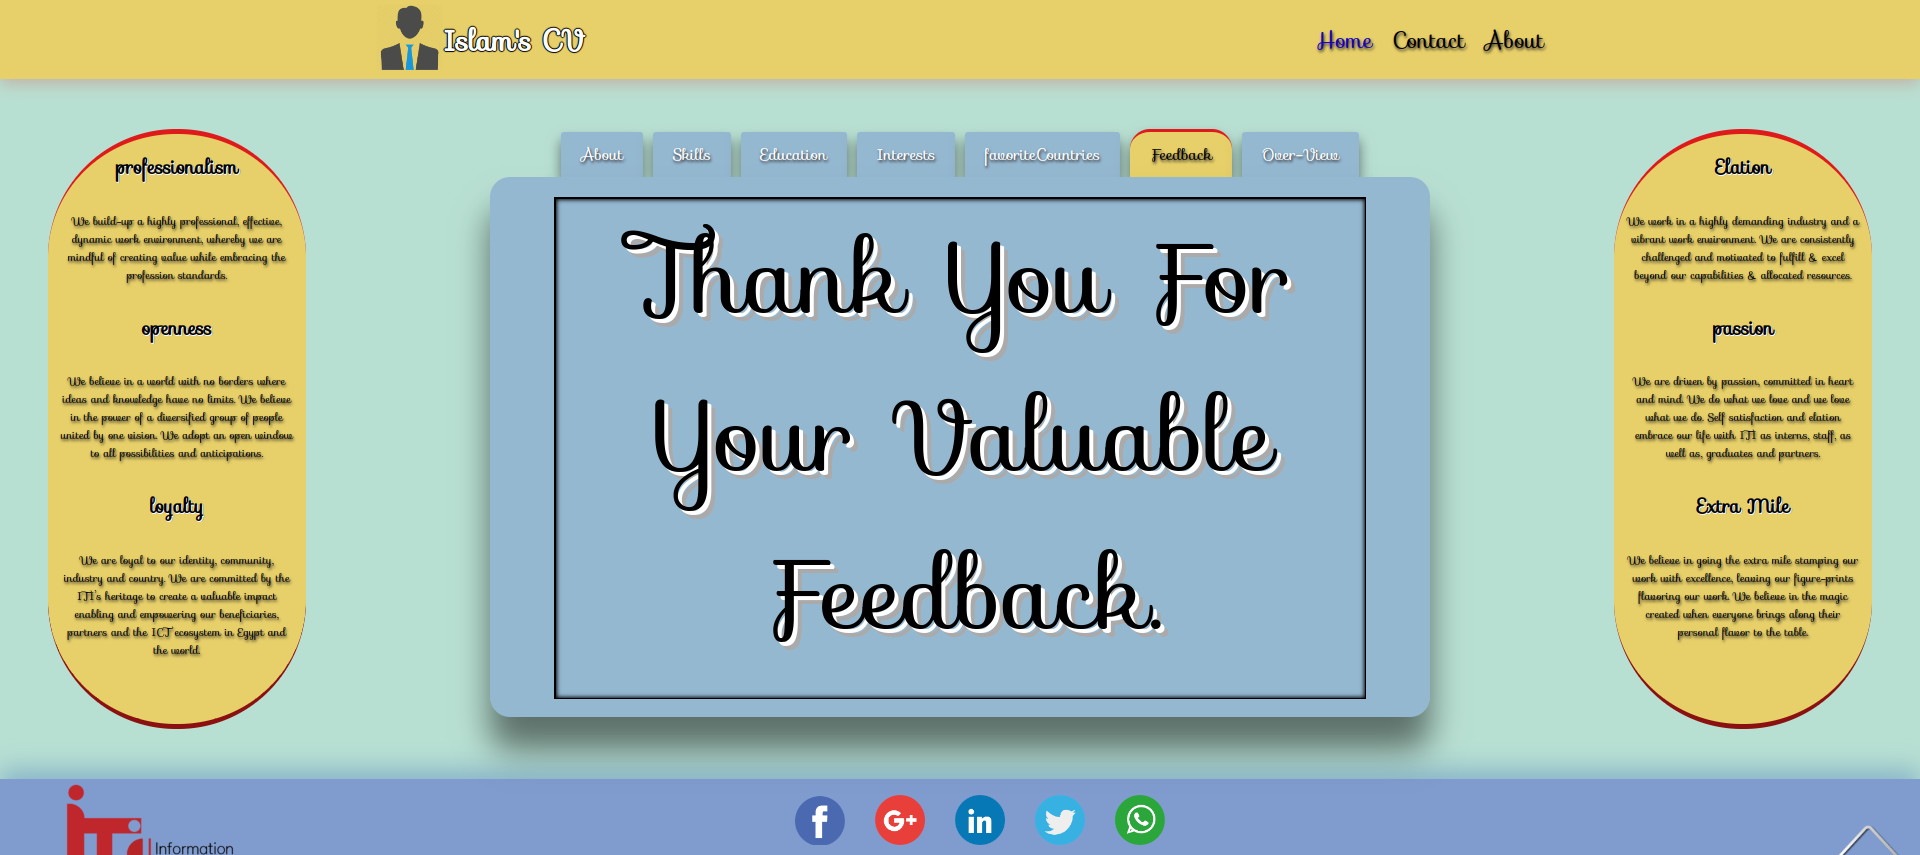 Islam's CV
Home Contact About
professionalism
We build-up a highly professional, effective,
dynamic work environment, whereby we are
mindful of creating value while embracing the
profession standards.
openness
We believe in a world with no borders where
ideas and knowledge have no limits. We believe
in the power of a diversified group of people
united by one vision. We adopt an open window
to all possibilities and anticipations.
loyalty
We are loyal to our identity, community,
industry and country. We are committed by the
ITI's heritage to create a valuable impact
enabling and empowering our beneficiaries,
partners and the ICT ecosystem in Egypt and
the world.
About Skills Education Interests favoriteCountries Feedback Over-View
Thank You For
Your Valuable
Feedback.
Elation
We work in a highly demanding industry and a
vibrant work environment. We are consistently
challenged and motivated to fulfill & excel
beyond our capabilities & allocated resources.
passion
We are driven by passion, committed in heart
and mind. We do what we love and we love
what we do. Self satisfaction and elation
embrace our life with ITI as interns, staff, as
well as, graduates and partners.
Extra Mile
We believe in going the extra mile stamping our
work with excellence, leaving our figure-prints
flavoring our work. We believe in the magic
created when everyone brings along their
personal flavor to the table.
iTi
Information
f G+ in